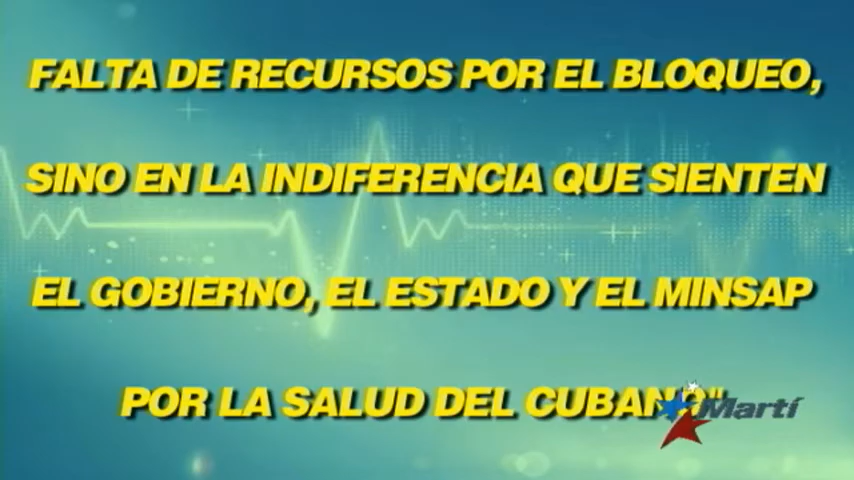 FALTA DE RECURSOS POR EL BLOQUEO,
SINO EN LA INDIFERENCIA QUE SIENTEN
EL GOBIERNO, EL ESTADO Y EL MINSAP
POR LA SALUD DEL CUBANO"
Martí